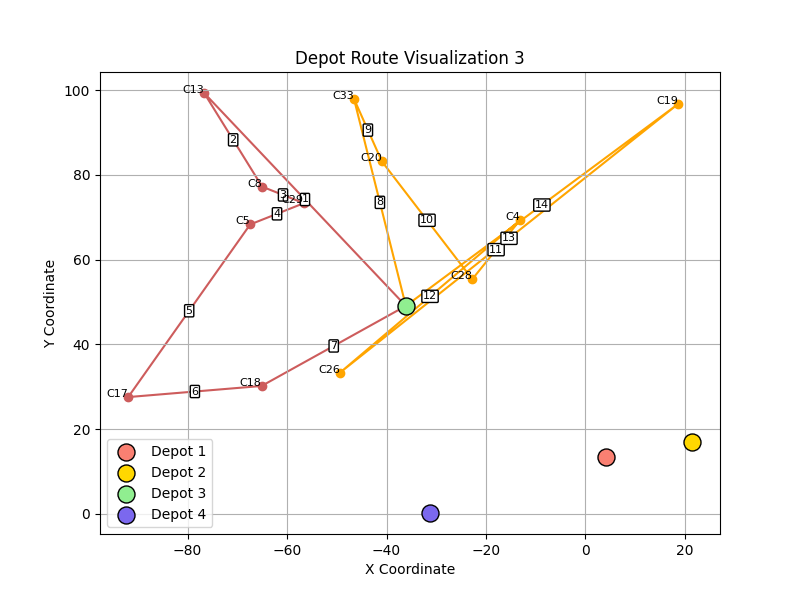 Depot Route Visualization 3
Y Coordinate
100
80
60
40
20
0
C13
C33
C19
2
9
C20
C8
3
C29
1
8
14
4
C5
10
C4
13
11
C28
12
5
7
C26
C18
6
C17
Depot 1
Depot 2
Depot 3
Depot 4
−80
−60
−40
−20
0
20
X Coordinate